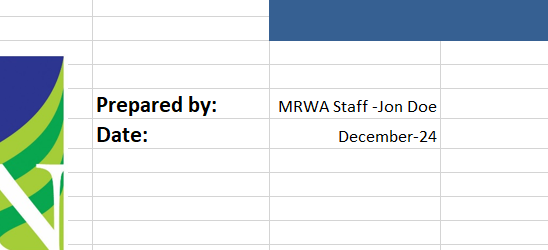 Prepared by: MRWA Staff -Jon Doe
Date: December-24